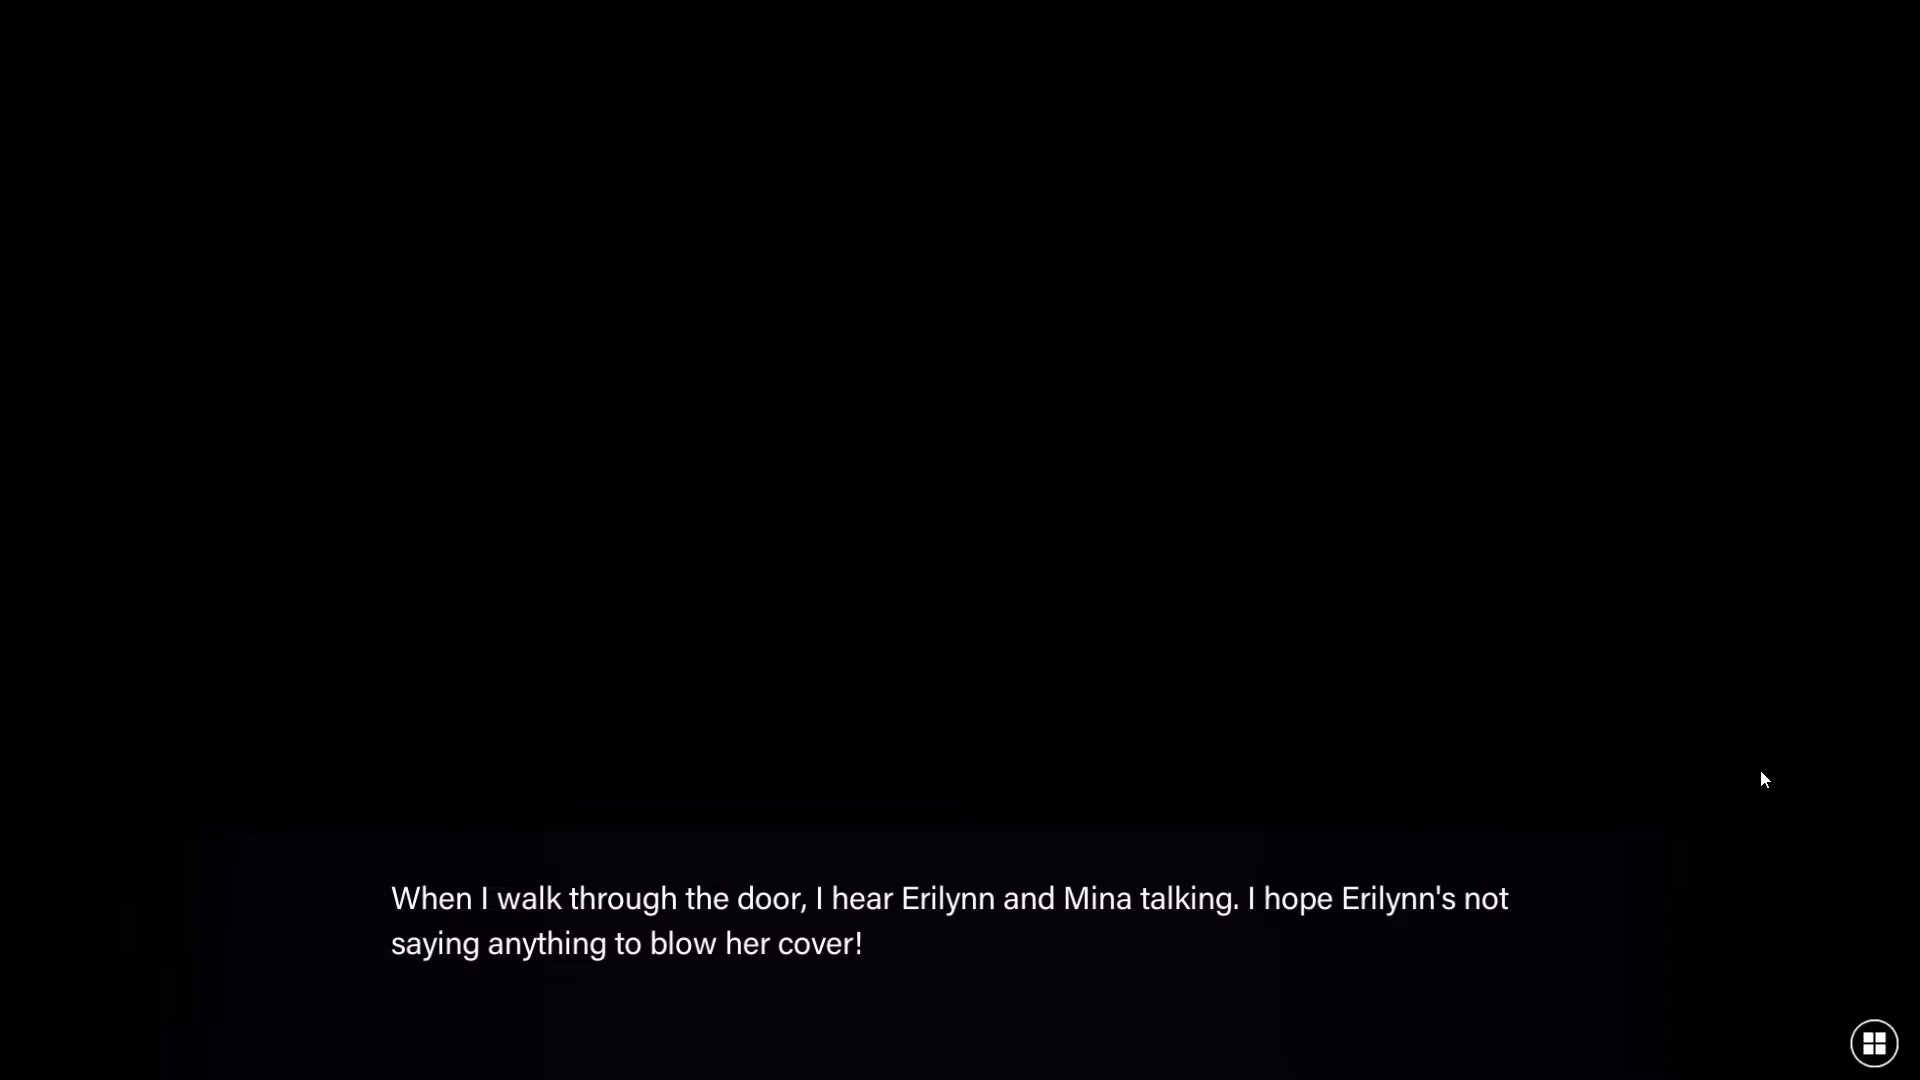 When I walk through the door, I hear Erilynn and Mina talking. I hope Erilynn's not
saying anything to blow her cover!